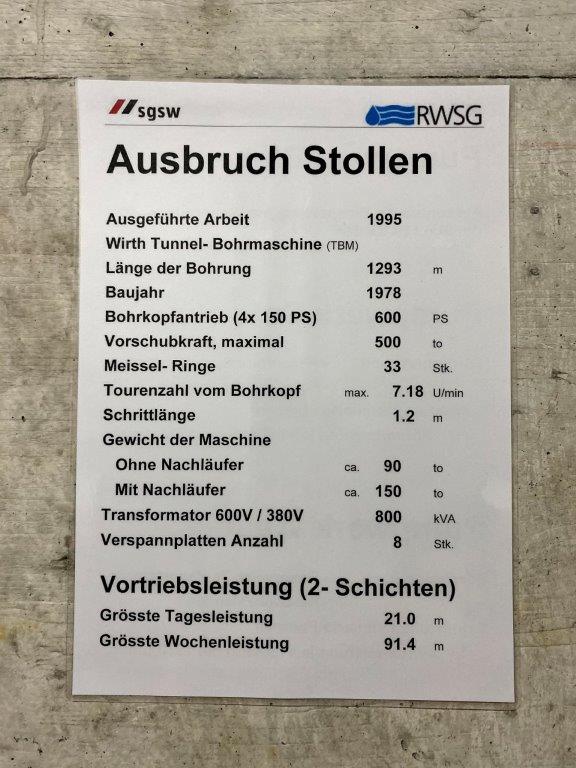 sgsw RWSG
Ausbruch Stollen
Ausgeführte Arbeit 1995
Wirth Tunnel- Bohrmaschine (TBM)
Länge der Bohrung 1293 m
Baujahr 1978
Bohrkopfantrieb (4x 150 PS) 600 PS
Vorschubkraft, maximal 500 to
Meissel- Ringe 33 Stk.
Tourenzahl vom Bohrkopf max. 7.18 U/min
Schrittlänge 1.2 m
Gewicht der Maschine
Ohne Nachläufer ca. 90 to
Mit Nachläufer ca. 150 to
Transformator 600V / 380V 800 kVA
Verspannplatten Anzahl 8 Stk.
Vortriebsleistung (2- Schichten)
Grösste Tagesleistung 21.0 m
Grösste Wochenleistung 91.4 m